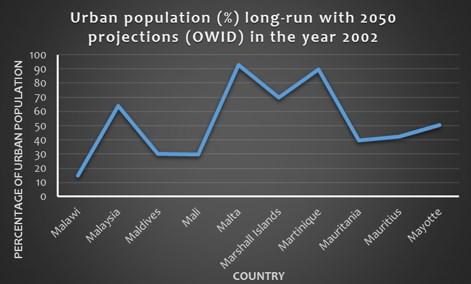 Urban population (%) long-run with 2050
projections (OWID) in the year 2002
PERCENTAGE OF URBAN POPULATION
100
90
80
70
60
50
40
30
20
10
0
Malawi
Malaysia
Maldives
Mali
Malta
Marshall Islands
Martinique
Mauritania
Mauritius
Mayotte
COUNTRY